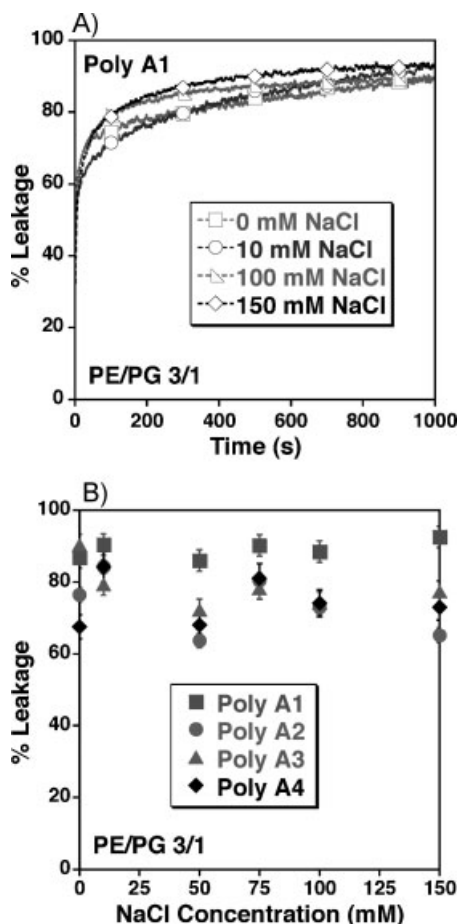 A)
100
80
60
40
20
0
% Leakage
Poly A1
0 mM NaCl
10 mM NaCl
100 mM NaCl
150 mM NaCl
PE/PG 3/1
0 200 400 600 800 1000
Time (s)
B)
100
80
60
40
20
0
% Leakage
Poly A1
Poly A2
Poly A3
Poly A4
PE/PG 3/1
0 25 50 75 100 125 150
NaCl Concentration (mM)